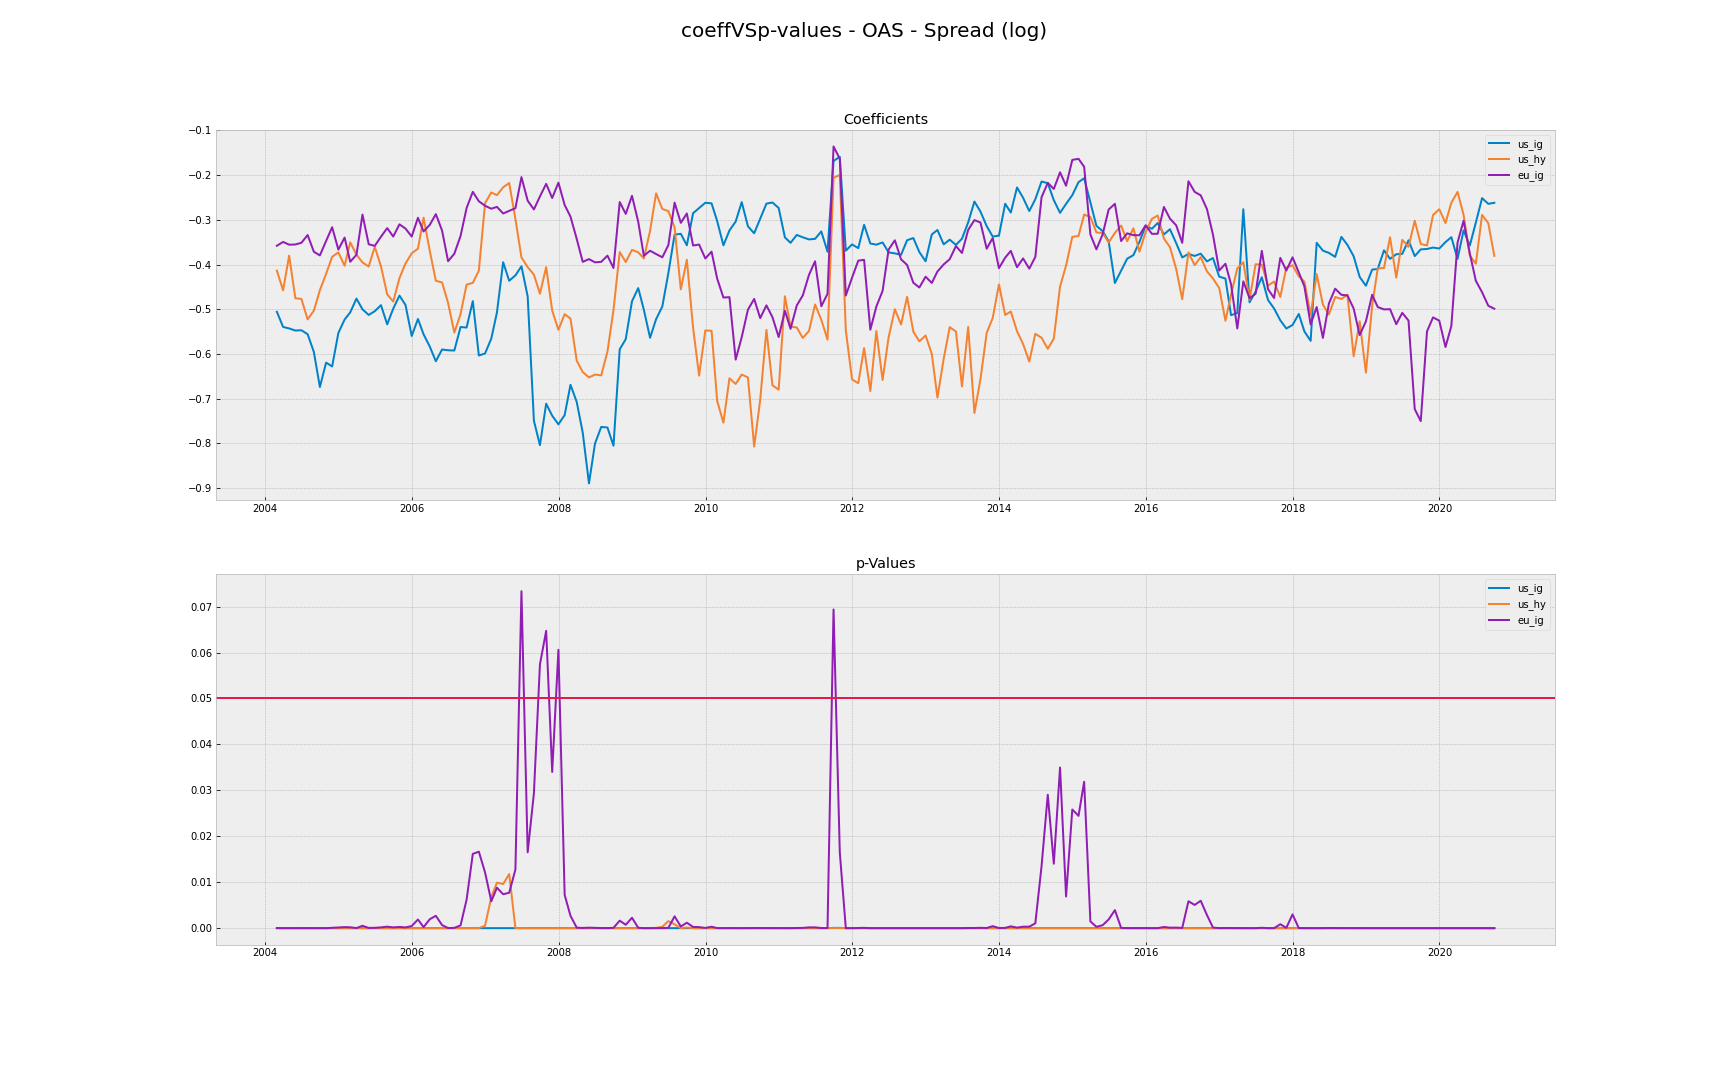 coeffVSp-values - OAS - Spread (log)
Coefficients
−0.1
−0.2
−0.3
−0.4
−0.5
−0.6
−0.7
−0.8
−0.9
us_ig
us_hy
eu_ig
2004 2006 2008 2010 2012 2014 2016 2018 2020
p-Values
0.07
0.06
0.05
0.04
0.03
0.02
0.01
0.00
us_ig
us_hy
eu_ig
2004 2006 2008 2010 2012 2014 2016 2018 2020